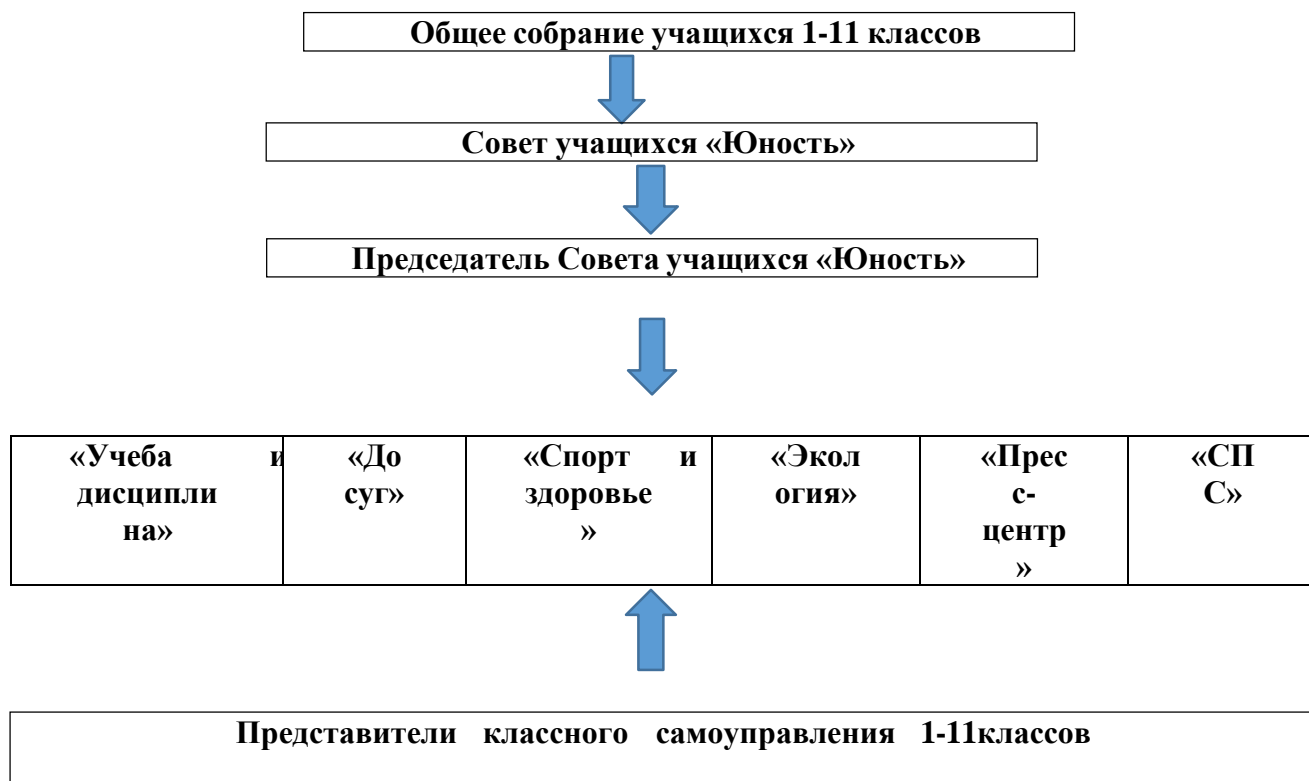 Общее собрание учащихся 1-11 классов
Совет учащихся «Юность»
Председатель Совета учащихся «Юность»
«Учеба и
дисципли
на»
«До
суг»
«Спорт и
здоровье
»
«Экол
огия»
«Прес
с-
центр
»
«СП
С»
Представители классного самоуправления 1-11классов